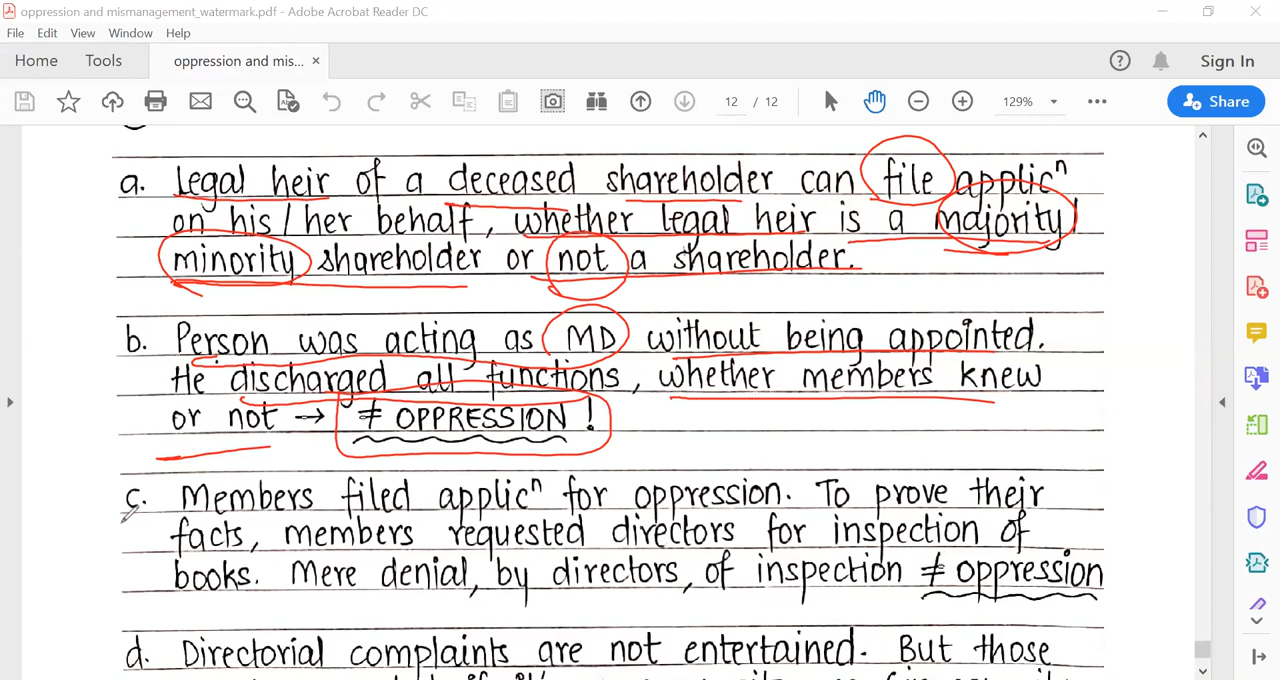 oppression and mismanagement_watermark.pdf - Adobe Acrobat Reader DC
File Edit View Window Help
Home Tools oppression and mis... × Sign In
12 / 12 129% Share
a. Legal heir of a deceased shareholder can file applicⁿ
on his/her behalf, whether legal heir is a majority/
minority shareholder or not a shareholder.
b. Person was acting as MD without being appointed.
He discharged all functions, whether members knew
or not → ≠ OPPRESSION !
c. Members filed applicⁿ for oppression. To prove their
facts, members requested directors for inspection of
books. Mere denial, by directors, of inspection ≠ oppression
d. Directorial complaints are not entertained. But those